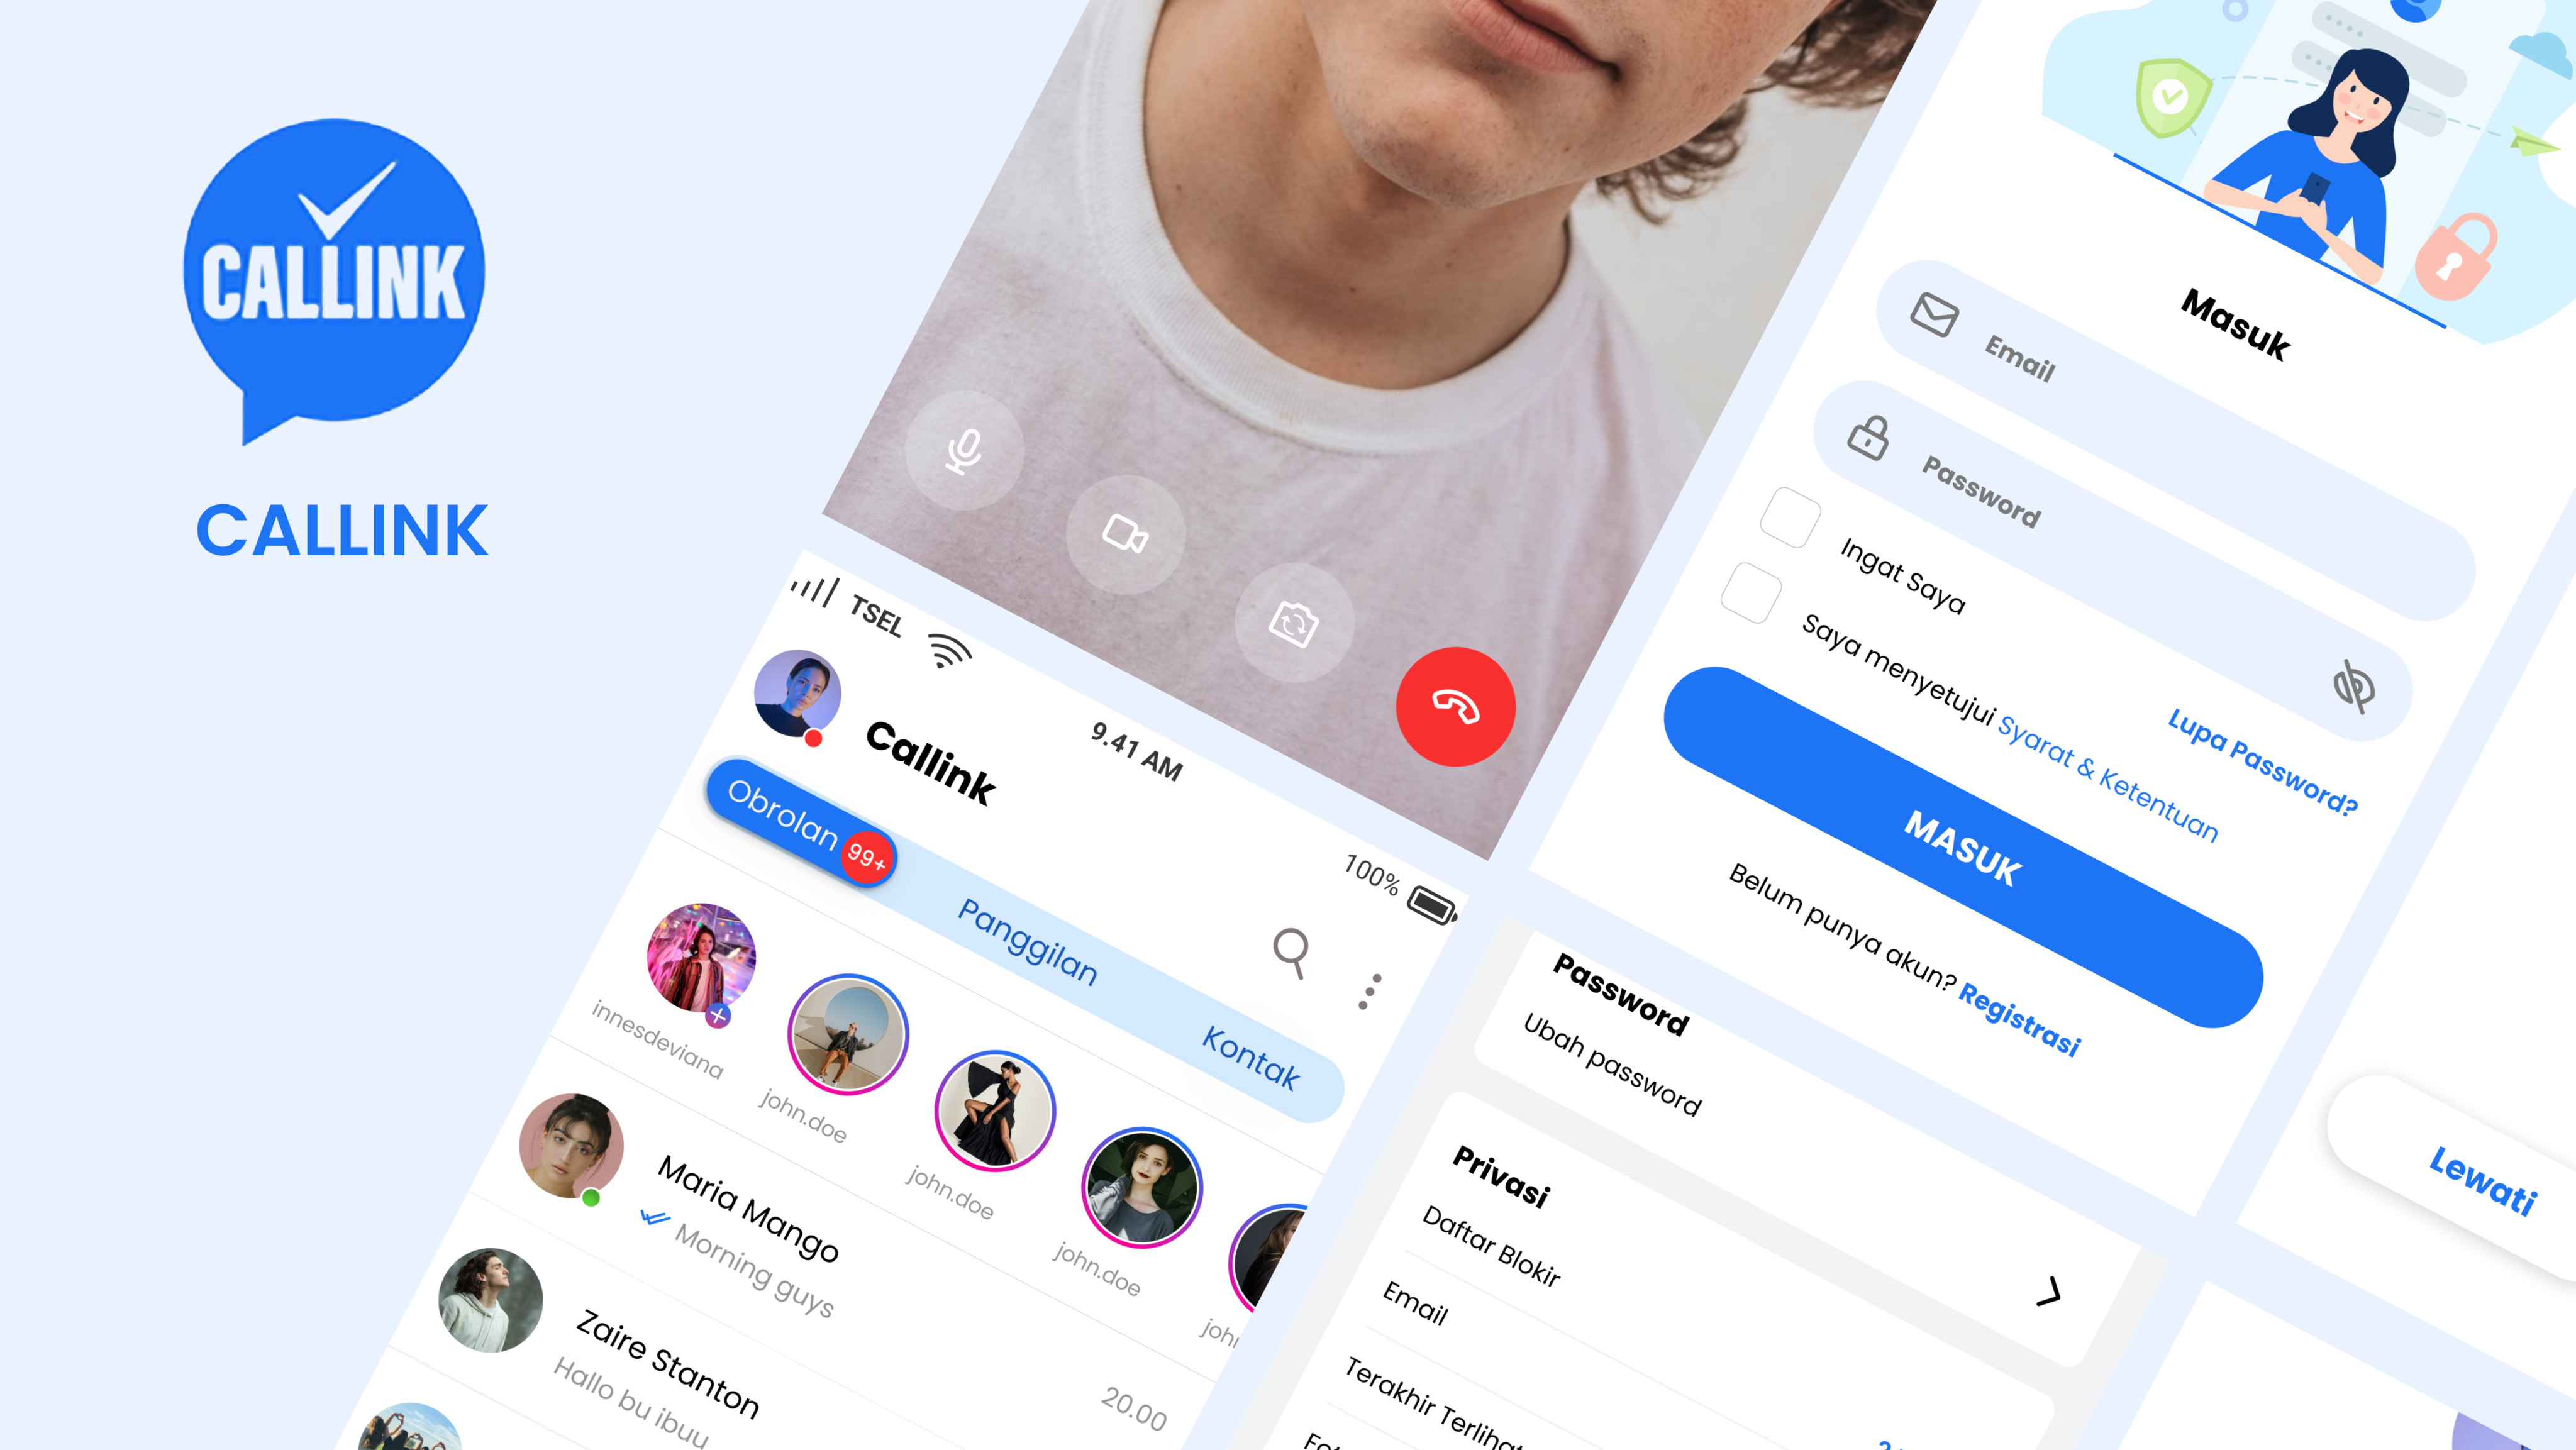 CALLINK
CALLINK
TSEL
9.41 AM
100%
Callink
Obrolan 99+
Panggilan
Kontak
innesdeviana
john.doe
john.doe
john.doe
Maria Mango
Morning guys
20.00
Zaire Stanton
Hallo bu ibuu
Masuk
Email
Password
Ingat Saya
Saya menyetujui Syarat & Ketentuan
Lupa Password?
MASUK
Belum punya akun? Registrasi
Password
Ubah password
Privasi
Daftar Blokir
Email
Terakhir Terlihat
Lewati